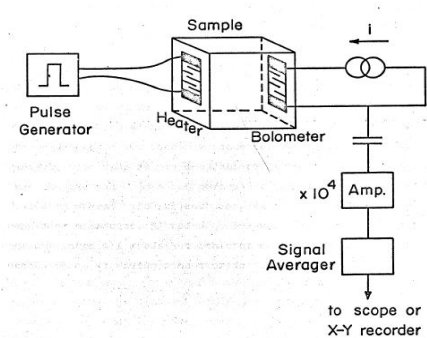 Sample
i
Pulse
Generator
Heater
Bolometer
x 10⁴
Amp.
Signal
Averager
to scope or
X-Y recorder